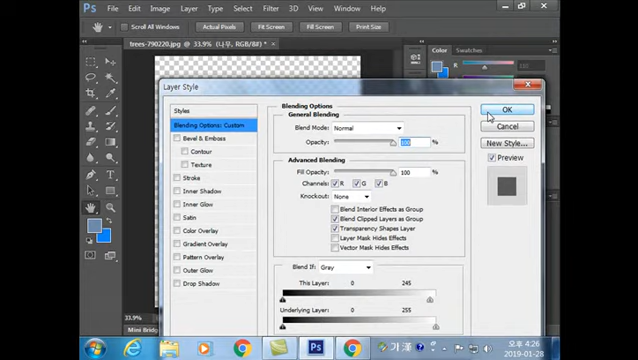 Ps File Edit Image Layer Type Select Filter 3D View Window Help
Scroll All Windows Actual Pixels Fit Screen Fill Screen Print Size
trees-790220.jpg @ 33.9% (나무, RGB/8#) *
Color Swatches
R
Layer Style
Styles
Blending Options: Custom
Bevel & Emboss
Contour
Texture
Stroke
Inner Shadow
Inner Glow
Satin
Color Overlay
Gradient Overlay
Pattern Overlay
Outer Glow
Drop Shadow
Blending Options
General Blending
Blend Mode: Normal
Opacity: 100 %
Advanced Blending
Fill Opacity: 100 %
Channels: R G B
Knockout: None
Blend Interior Effects as Group
Blend Clipped Layers as Group
Transparency Shapes Layer
Layer Mask Hides Effects
Vector Mask Hides Effects
Blend If: Gray
This Layer: 0 245
Underlying Layer: 0 255
OK
Cancel
New Style...
Preview
33.9%
Mini Bridge
Ps
가 漢
오후 4:26
2019-01-28